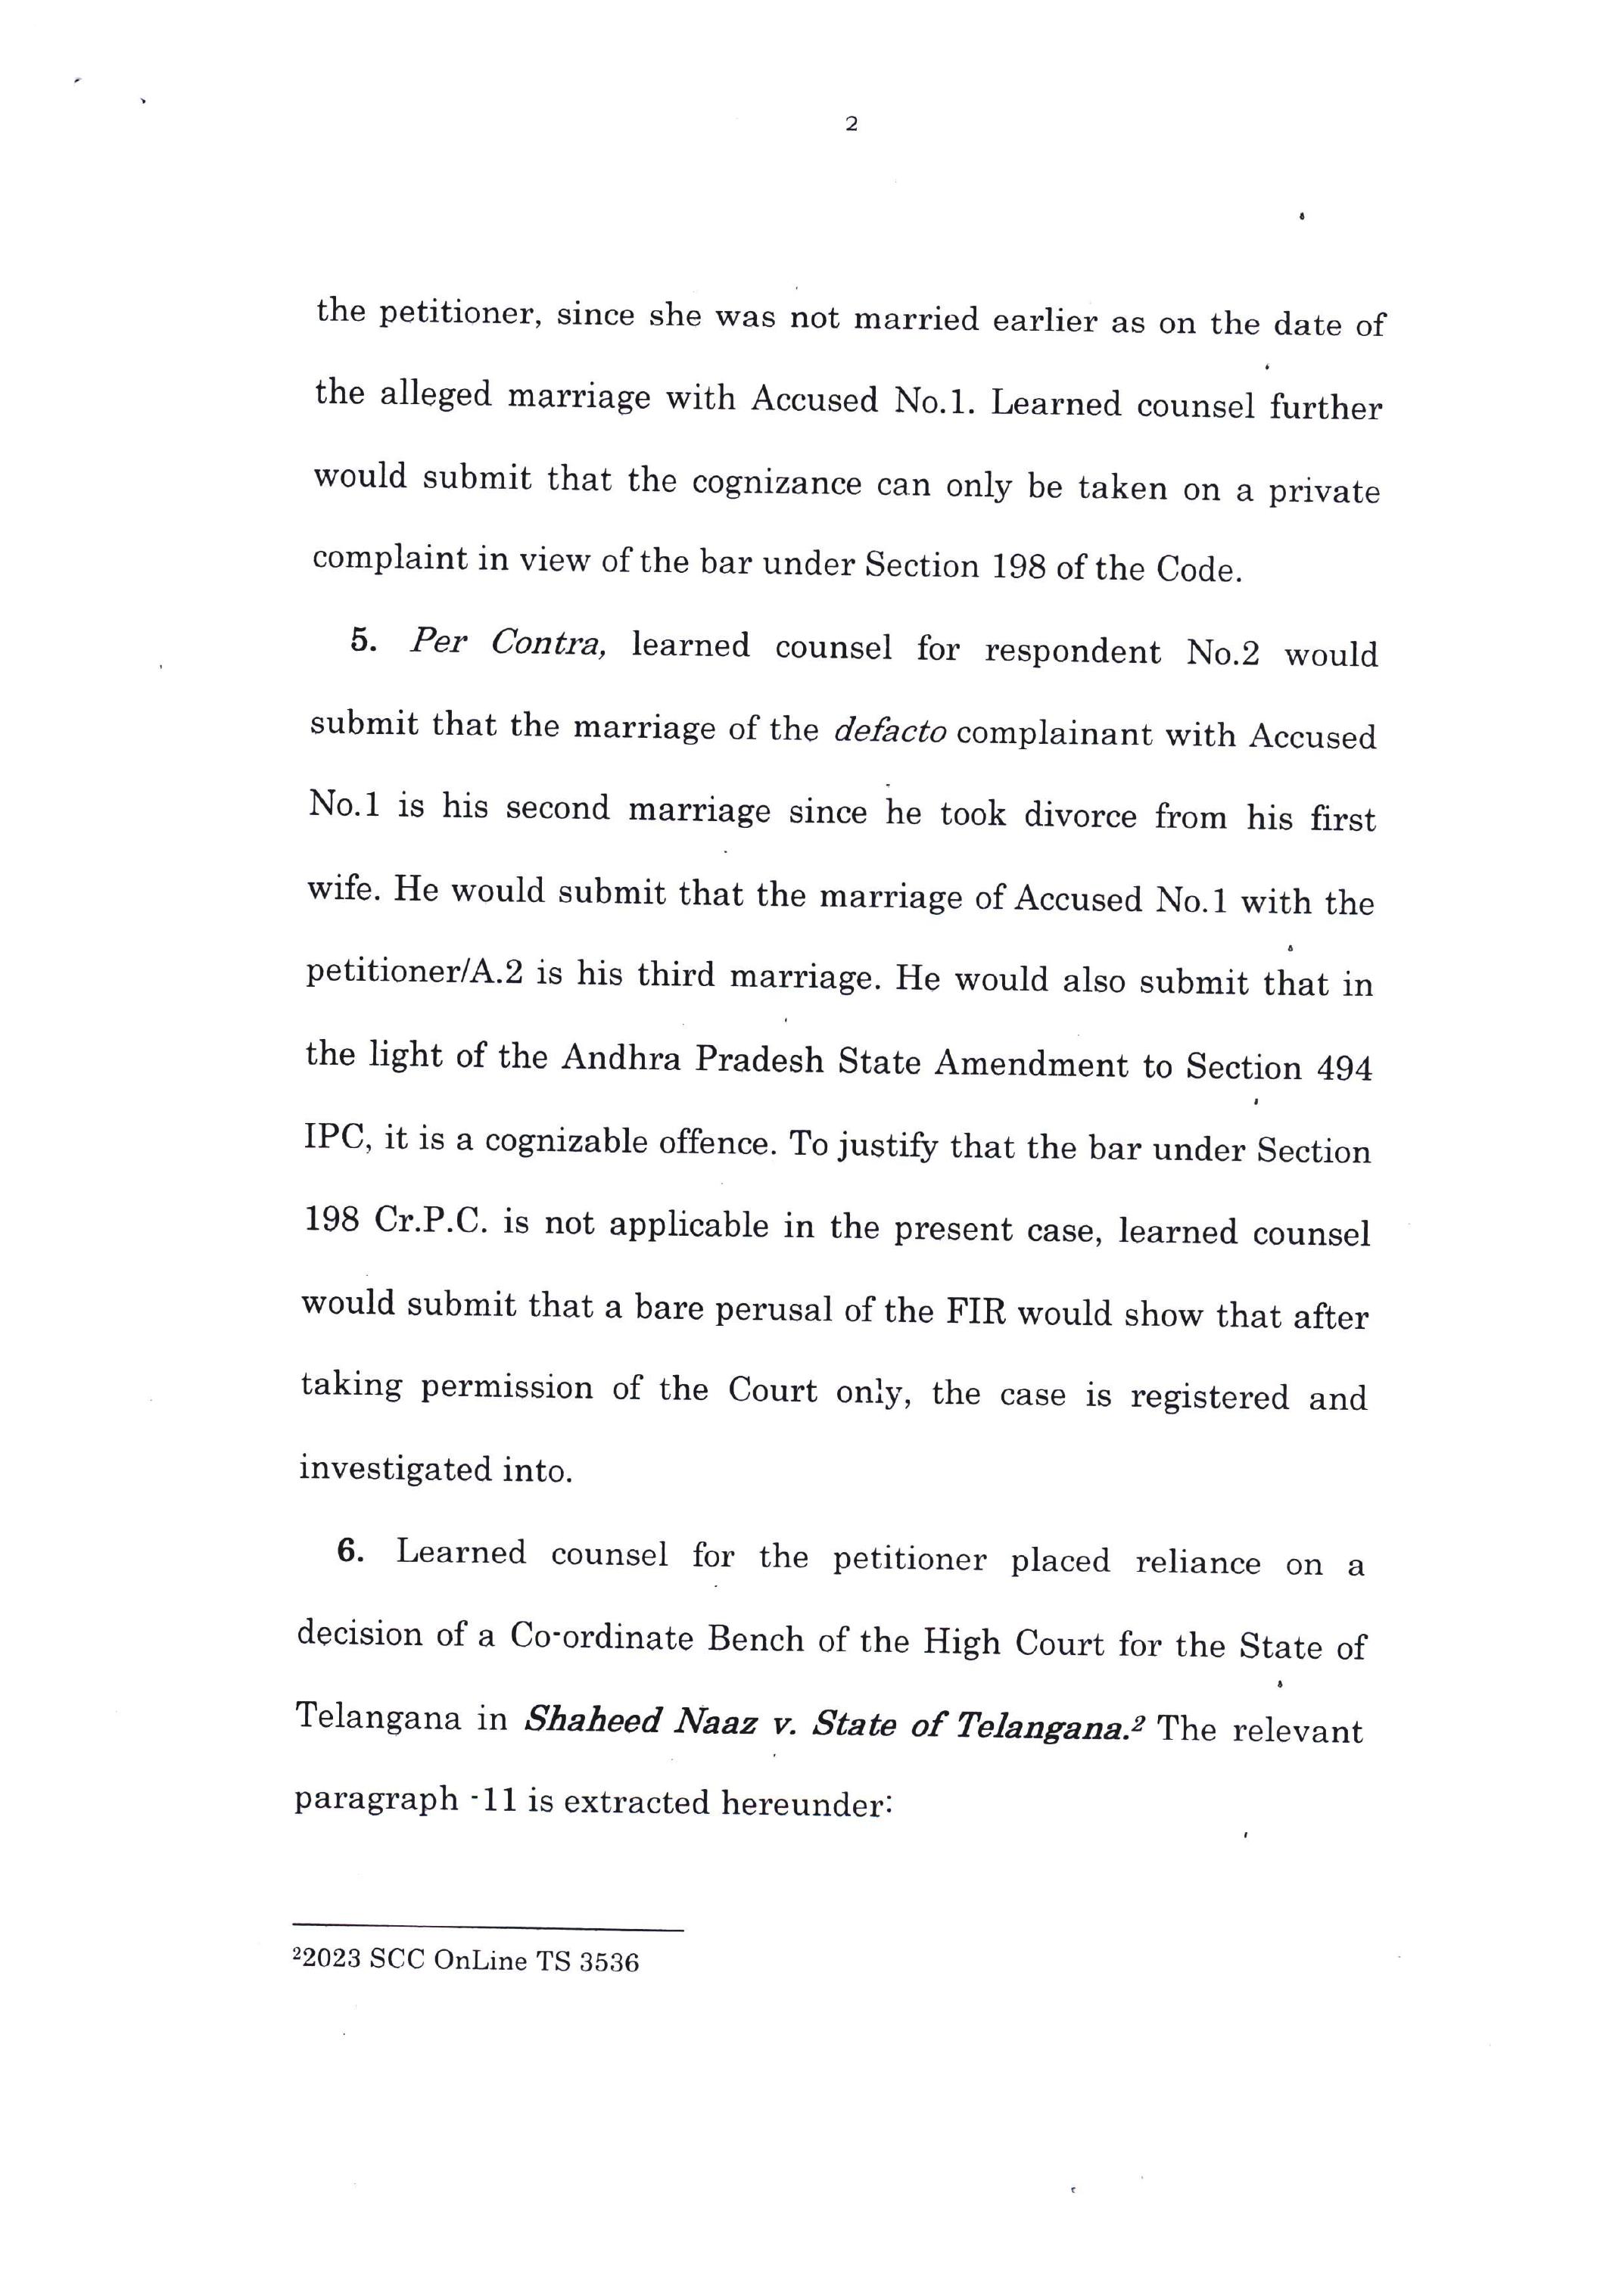 2
the petitioner, since she was not married earlier as on the date of
the alleged marriage with Accused No.1. Learned counsel further
would submit that the cognizance can only be taken on a private
complaint in view of the bar under Section 198 of the Code.
5. Per Contra, learned counsel for respondent No.2 would
submit that the marriage of the defacto complainant with Accused
No.1 is his second marriage since he took divorce from his first
wife. He would submit that the marriage of Accused No.1 with the
petitioner/A.2 is his third marriage. He would also submit that in
the light of the Andhra Pradesh State Amendment to Section 494
IPC, it is a cognizable offence. To justify that the bar under Section
198 Cr.P.C. is not applicable in the present case, learned counsel
would submit that a bare perusal of the FIR would show that after
taking permission of the Court only, the case is registered and
investigated into.
6. Learned counsel for the petitioner placed reliance on a
decision of a Co-ordinate Bench of the High Court for the State of
Telangana in Shaheed Naaz v. State of Telangana.² The relevant
paragraph -11 is extracted hereunder:
²2023 SCC OnLine TS 3536